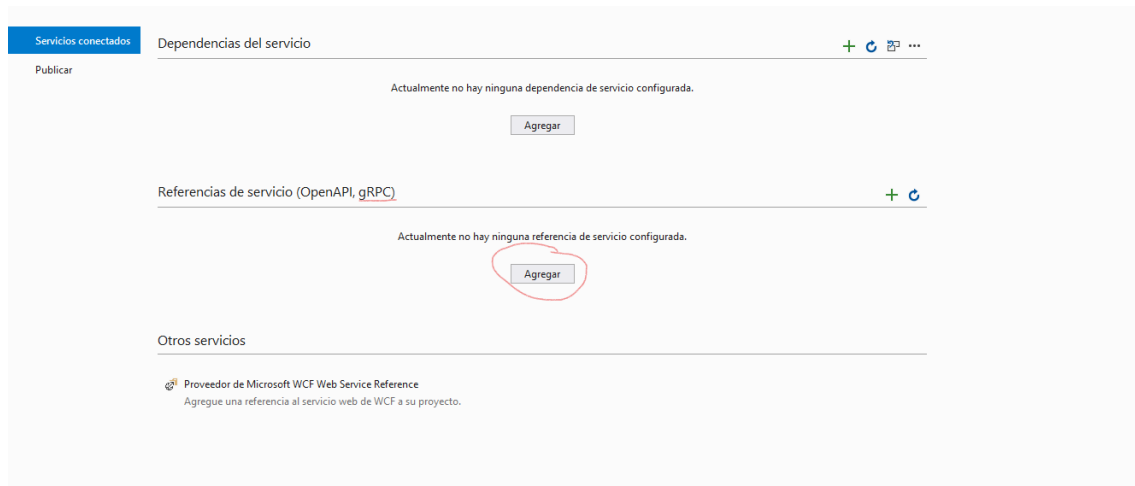 Servicios conectados
Publicar
Dependencias del servicio
Actualmente no hay ninguna dependencia de servicio configurada.
Agregar
Referencias de servicio (OpenAPI, gRPC)
Actualmente no hay ninguna referencia de servicio configurada.
Agregar
Otros servicios
Proveedor de Microsoft WCF Web Service Reference
Agregue una referencia al servicio web de WCF a su proyecto.